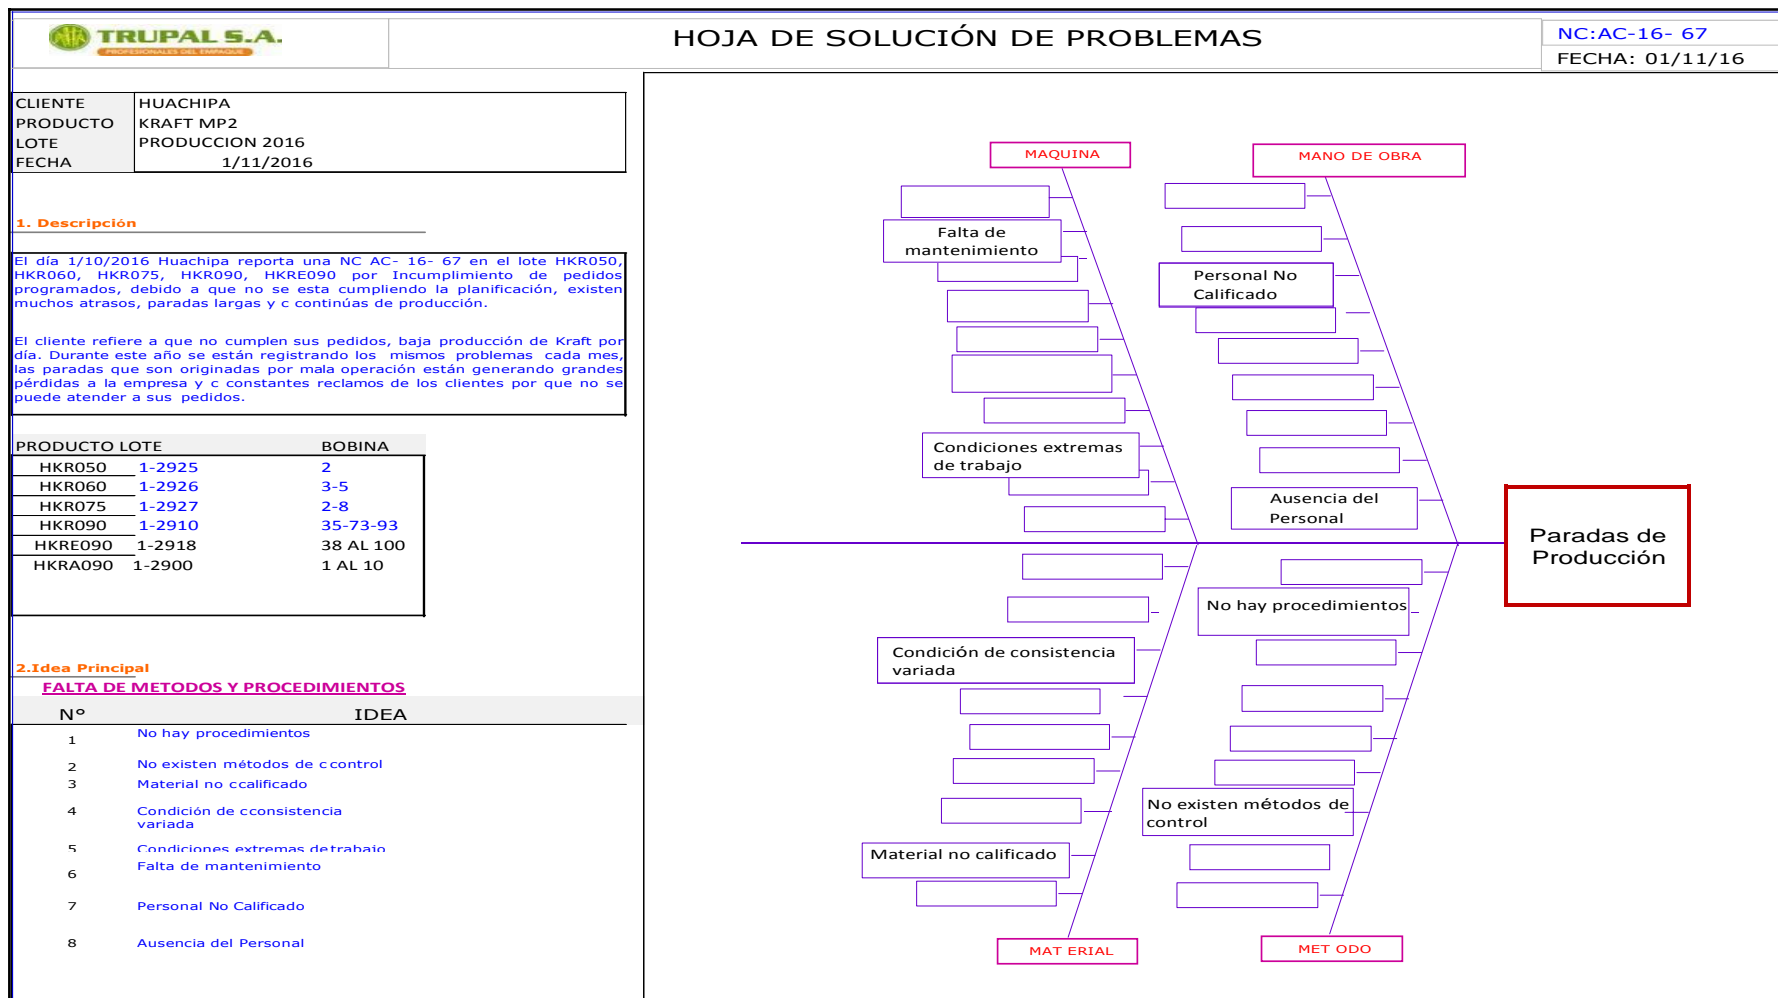 TRUPAL S.A.
PROFESIONALES DEL EMPAQUE
HOJA DE SOLUCIÓN DE PROBLEMAS
NC:AC-16- 67
FECHA: 01/11/16
CLIENTE HUACHIPA
PRODUCTO KRAFT MP2
LOTE PRODUCCION 2016
FECHA 1/11/2016
1. Descripción
El día 1/10/2016 Huachipa reporta una NC AC- 16- 67 en el lote HKR050,
HKR060, HKR075, HKR090, HKRE090 por Incumplimiento de pedidos
programados, debido a que no se esta cumpliendo la planificación, existen
muchos atrasos, paradas largas y c continúas de producción.
El cliente refiere a que no cumplen sus pedidos, baja producción de Kraft por
día. Durante este año se están registrando los mismos problemas cada mes,
las paradas que son originadas por mala operación están generando grandes
pérdidas a la empresa y c constantes reclamos de los clientes por que no se
puede atender a sus pedidos.
PRODUCTO LOTE BOBINA
HKR050 1-2925 2
HKR060 1-2926 3-5
HKR075 1-2927 2-8
HKR090 1-2910 35-73-93
HKRE090 1-2918 38 AL 100
HKRA090 1-2900 1 AL 10
2.Idea Principal
FALTA DE METODOS Y PROCEDIMIENTOS
Nº IDEA
1 No hay procedimientos
2 No existen métodos de c control
3 Material no ccalificado
4 Condición de cconsistencia
variada
5 Condiciones extremas de trabajo
6 Falta de mantenimiento
7 Personal No Calificado
8 Ausencia del Personal
MAQUINA
Falta de
mantenimiento
Condiciones extremas
de trabajo
MANO DE OBRA
Personal No
Calificado
Ausencia del
Personal
Paradas de
Producción
Condición de consistencia
variada
Material no calificado
MAT ERIAL
No hay procedimientos
No existen métodos de
control
MET ODO